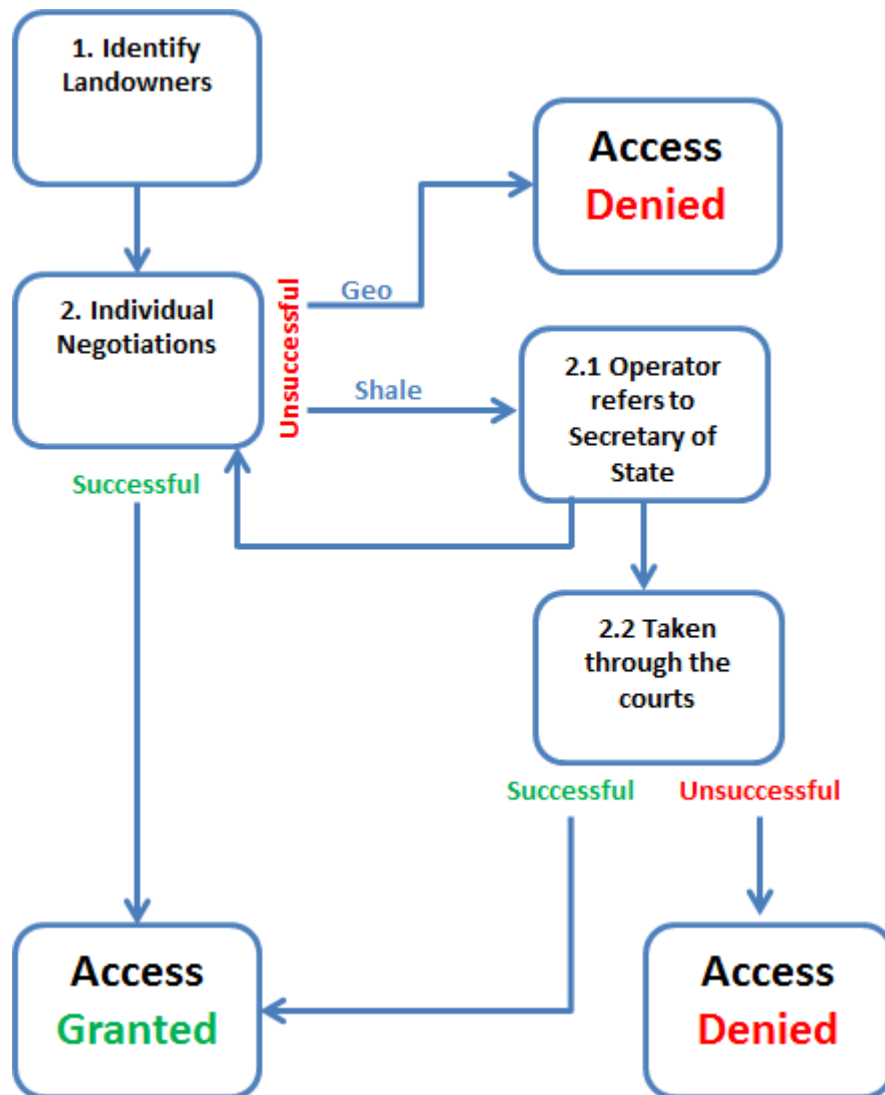 1. Identify
Landowners
Access
Denied
2. Individual
Negotiations
Unsuccessful
Geo
Shale
2.1 Operator
refers to
Secretary of
State
Successful
2.2 Taken
through the
courts
Successful
Unsuccessful
Access
Granted
Access
Denied